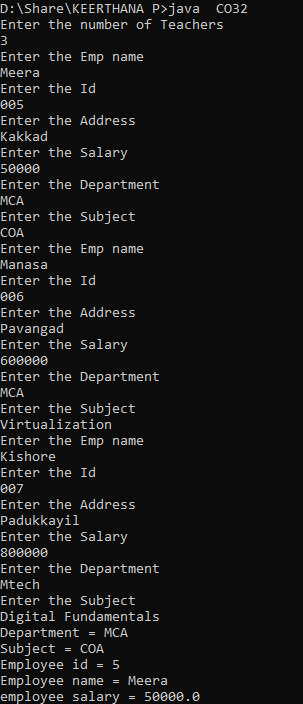 D:\Share\KEERTHANA P>java  CO32
Enter the number of Teachers
3
Enter the Emp name
Meera
Enter the Id
005
Enter the Address
Kakkad
Enter the Salary
50000
Enter the Department
MCA
Enter the Subject
COA
Enter the Emp name
Manasa
Enter the Id
006
Enter the Address
Pavangad
Enter the Salary
600000
Enter the Department
MCA
Enter the Subject
Virtualization
Enter the Emp name
Kishore
Enter the Id
007
Enter the Address
Padukkayil
Enter the Salary
800000
Enter the Department
Mtech
Enter the Subject
Digital Fundamentals
Department = MCA
Subject = COA
Employee id = 5
Employee name = Meera
employee salary = 50000.0